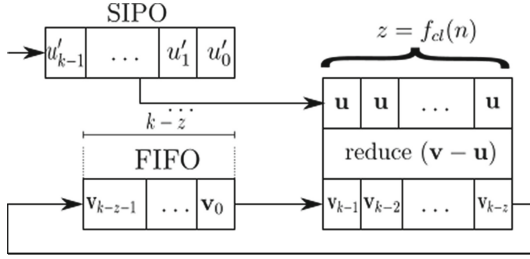 SIPO
z = f_{cl}(n)
u'_{k-1} ... u'_1 u'_0
u u ... u
...
k - z
FIFO
reduce (v - u)
v_{k-z-1} ... v_0
v_{k-1} v_{k-2} ... v_{k-z}